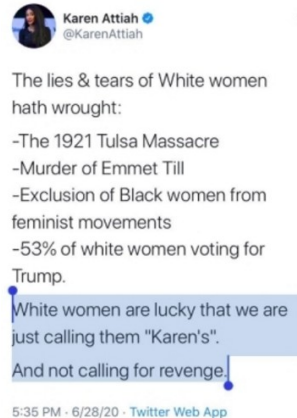 Karen Attiah
@KarenAttiah
The lies & tears of White women
hath wrought:
-The 1921 Tulsa Massacre
-Murder of Emmet Till
-Exclusion of Black women from
feminist movements
-53% of white women voting for
Trump.
White women are lucky that we are
just calling them "Karen's".
And not calling for revenge.
5:35 PM · 6/28/20 · Twitter Web App